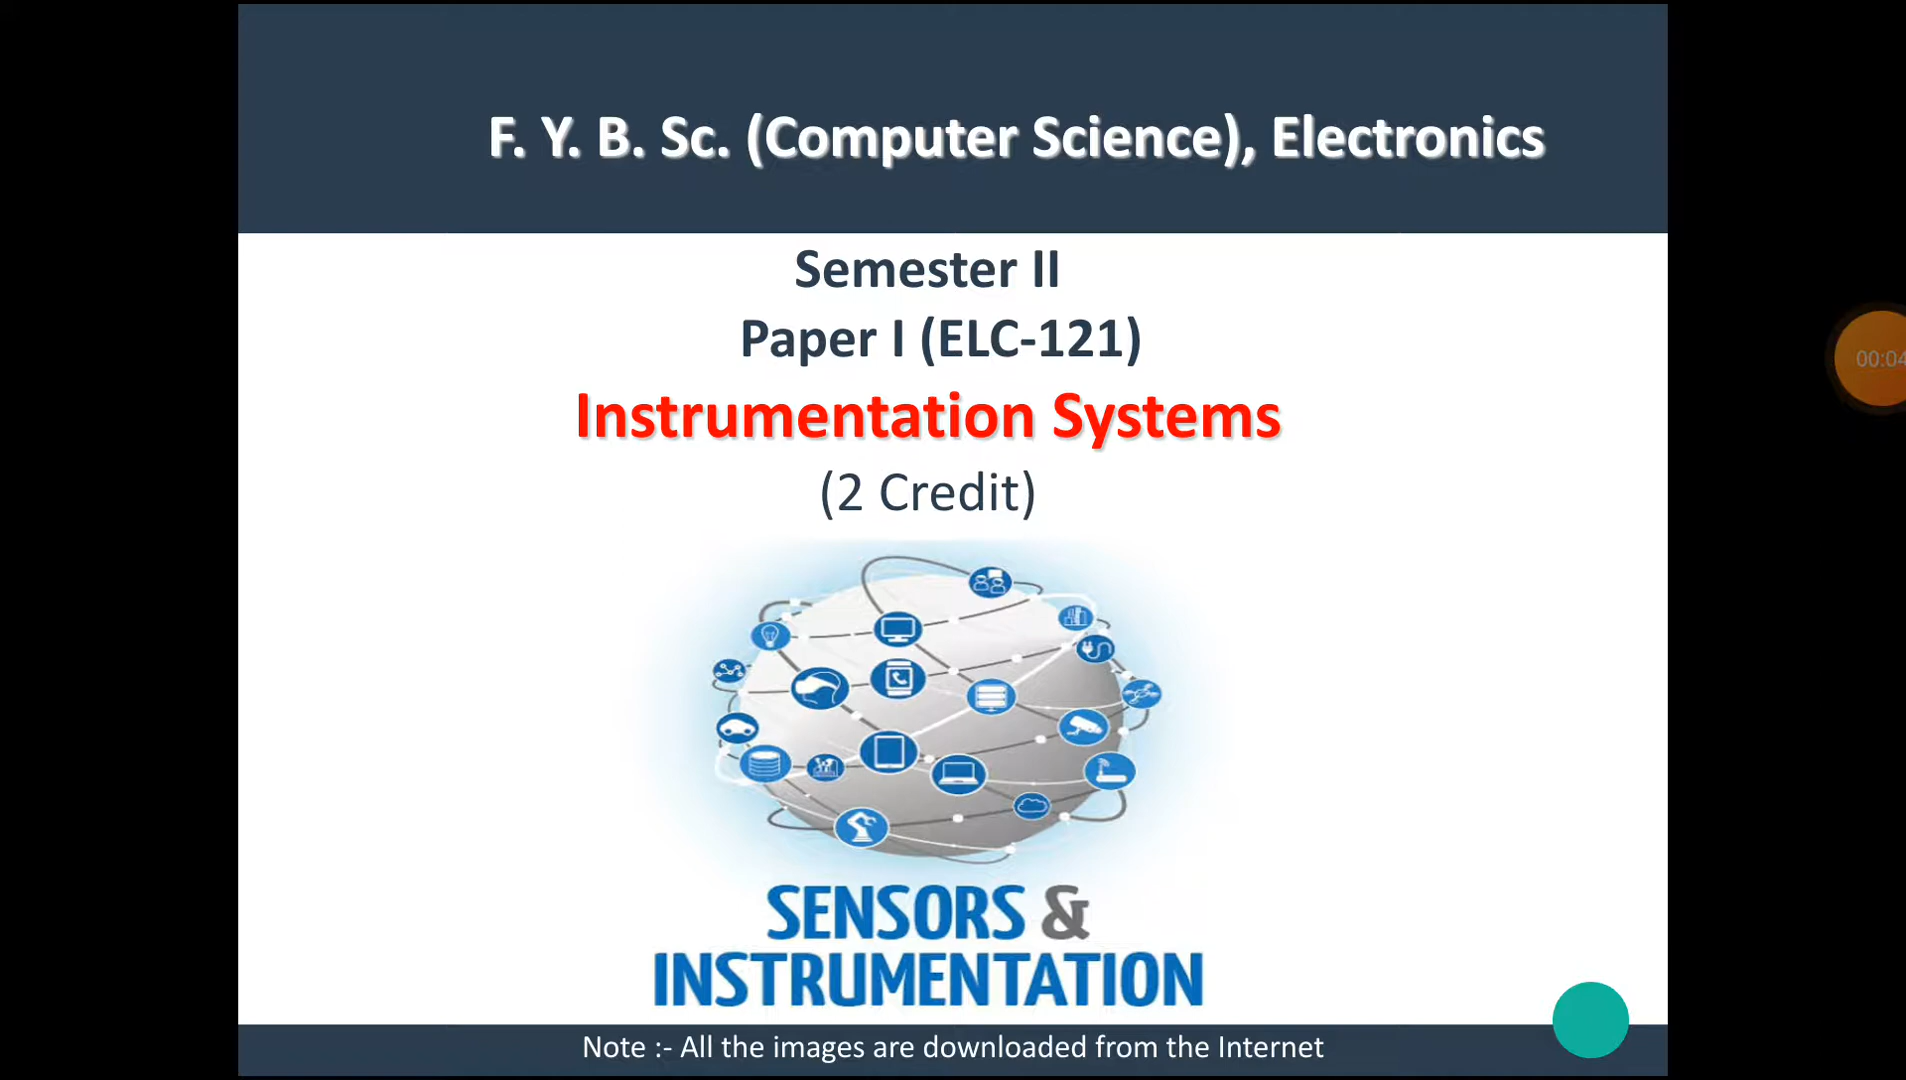 F. Y. B. Sc. (Computer Science), Electronics
Semester II
Paper I (ELC-121)
Instrumentation Systems
(2 Credit)
00:04
SENSORS &
INSTRUMENTATION
Note :- All the images are downloaded from the Internet